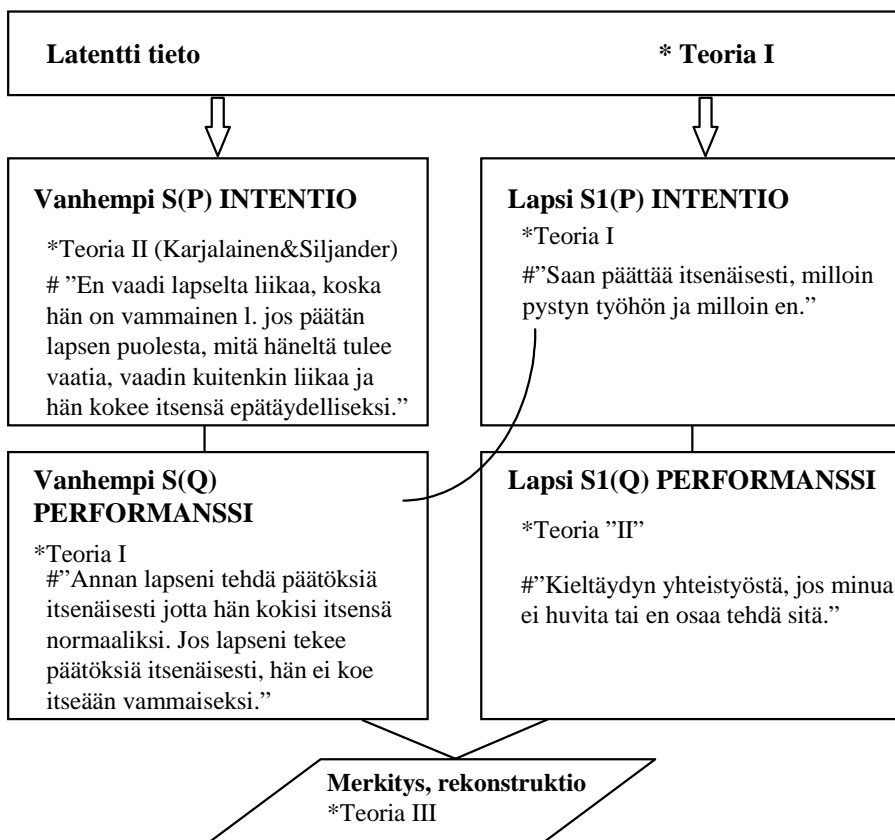 Latentti tieto * Teoria I
Vanhempi S(P) INTENTIO
*Teoria II (Karjalainen&Siljander)
# ”En vaadi lapselta liikaa, koska
hän on vammainen l. jos päätän
lapsen puolesta, mitä häneltä tulee
vaatia, vaadin kuitenkin liikaa ja
hän kokee itsensä epätäydelliseksi.”
Lapsi S1(P) INTENTIO
*Teoria I
#”Saan päättää itsenäisesti, milloin
pystyn työhön ja milloin en.”
Vanhempi S(Q)
PERFORMANSSI
*Teoria I
#”Annan lapseni tehdä päätöksiä
itsenäisesti jotta hän kokisi itsensä
normaaliksi. Jos lapseni tekee
päätöksiä itsenäisesti, hän ei koe
itseään vammaiseksi.”
Lapsi S1(Q) PERFORMANSSI
*Teoria ”II”
#”Kieltäydyn yhteistyöstä, jos minua
ei huvita tai en osaa tehdä sitä.”
Merkitys, rekonstruktio
*Teoria III